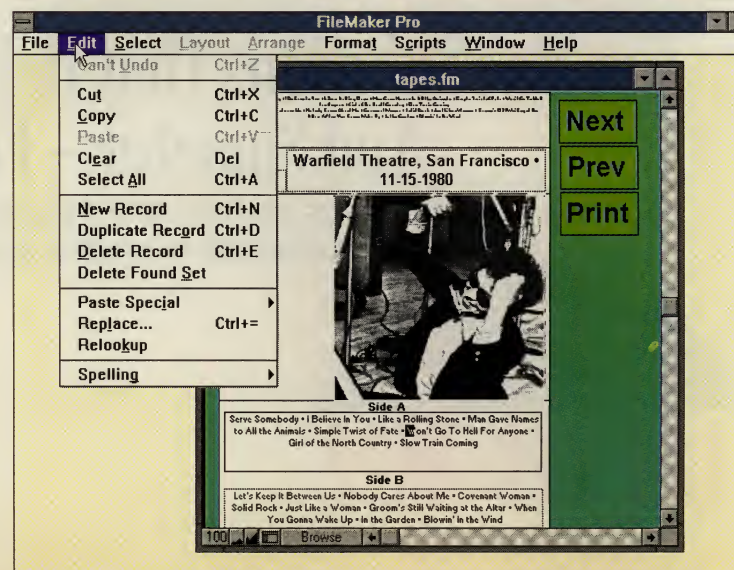 FileMaker Pro
File Edit Select Layout Arrange Format Scripts Window Help
Can't Undo Ctrl+Z
Cut Ctrl+X
Copy Ctrl+C
Paste Ctrl+V
Clear Del
Select All Ctrl+A
New Record Ctrl+N
Duplicate Record Ctrl+D
Delete Record Ctrl+E
Delete Found Set
Paste Special
Replace... Ctrl+=
Relookup
Spelling
tapes.fm
Warfield Theatre, San Francisco •
11-15-1980
Next
Prev
Print
Side A
Serve Somebody • I Believe In You • Like a Rolling Stone • Man Gave Names
to All the Animals • Simple Twist of Fate • Won't Go To Hell For Anyone •
Girl of the North Country • Slow Train Coming
Side B
Let's Keep It Between Us • Nobody Cares About Me • Covenant Woman •
Solid Rock • Just Like a Woman • Groom's Still Waiting at the Altar • When
You Gonna Wake Up • In the Garden • Blowin' In the Wind
100 Browse